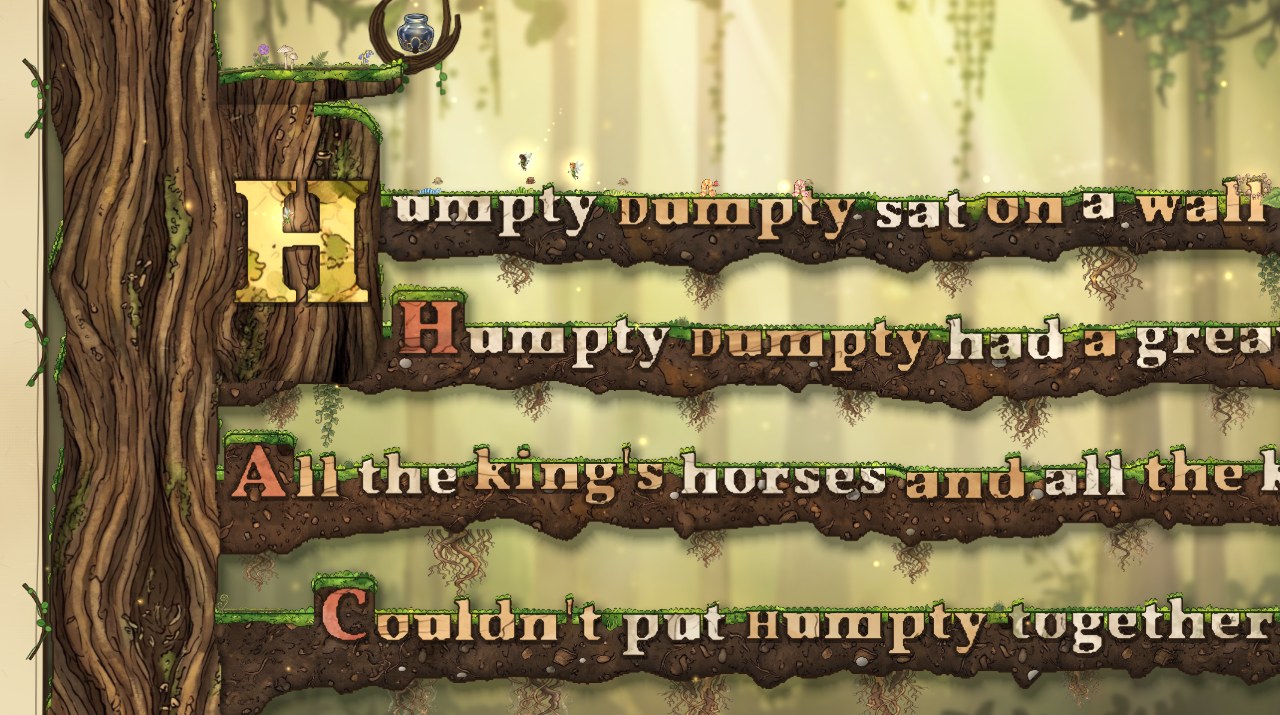 Humpty Dumpty sat on a wall
Humpty Dumpty had a grea
All the king's horses and all the k
Couldn't put Humpty together